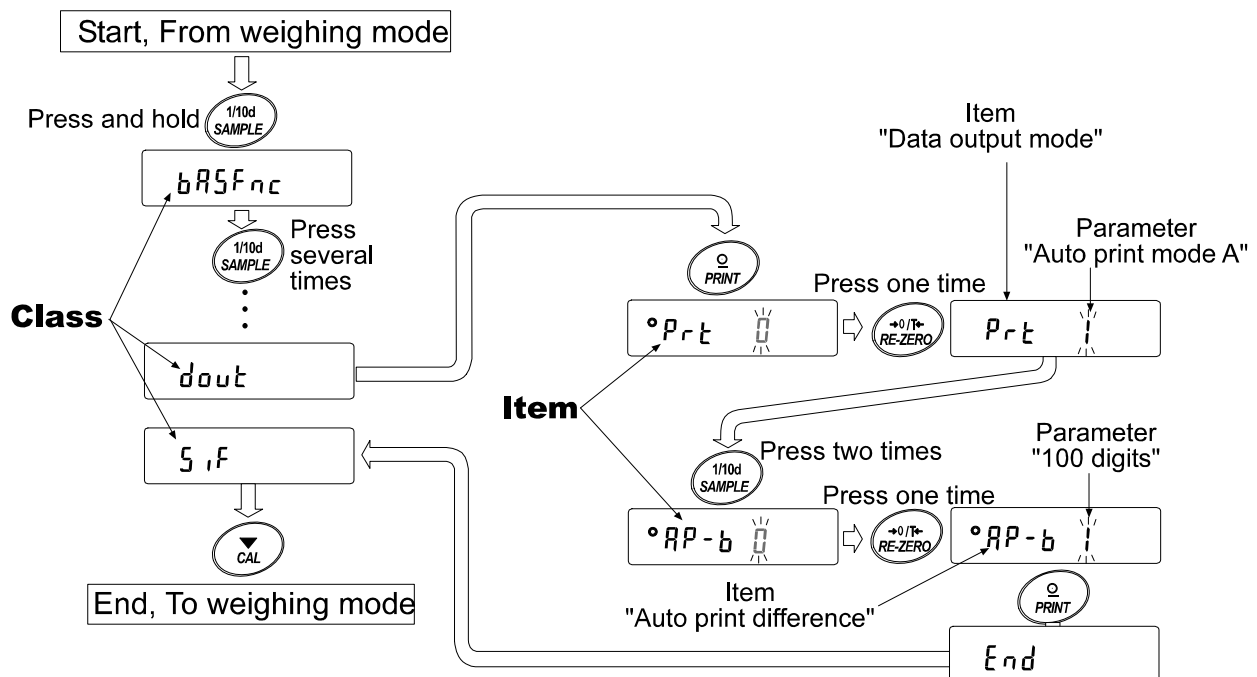 Start, From weighing mode
Press and hold
1/10d
SAMPLE
bASFnc
1/10d
SAMPLE
Press
several
times
Class
dout
SiF
CAL
End, To weighing mode
PRINT
Item
"Data output mode"
Parameter
"Auto print mode A"
Press one time
Prt 0
→0/T←
RE-ZERO
Prt 1
Item
1/10d
SAMPLE
Press two times
Parameter
"100 digits"
Press one time
AP-b 0
→0/T←
RE-ZERO
AP-b 1
Item
"Auto print difference"
PRINT
End